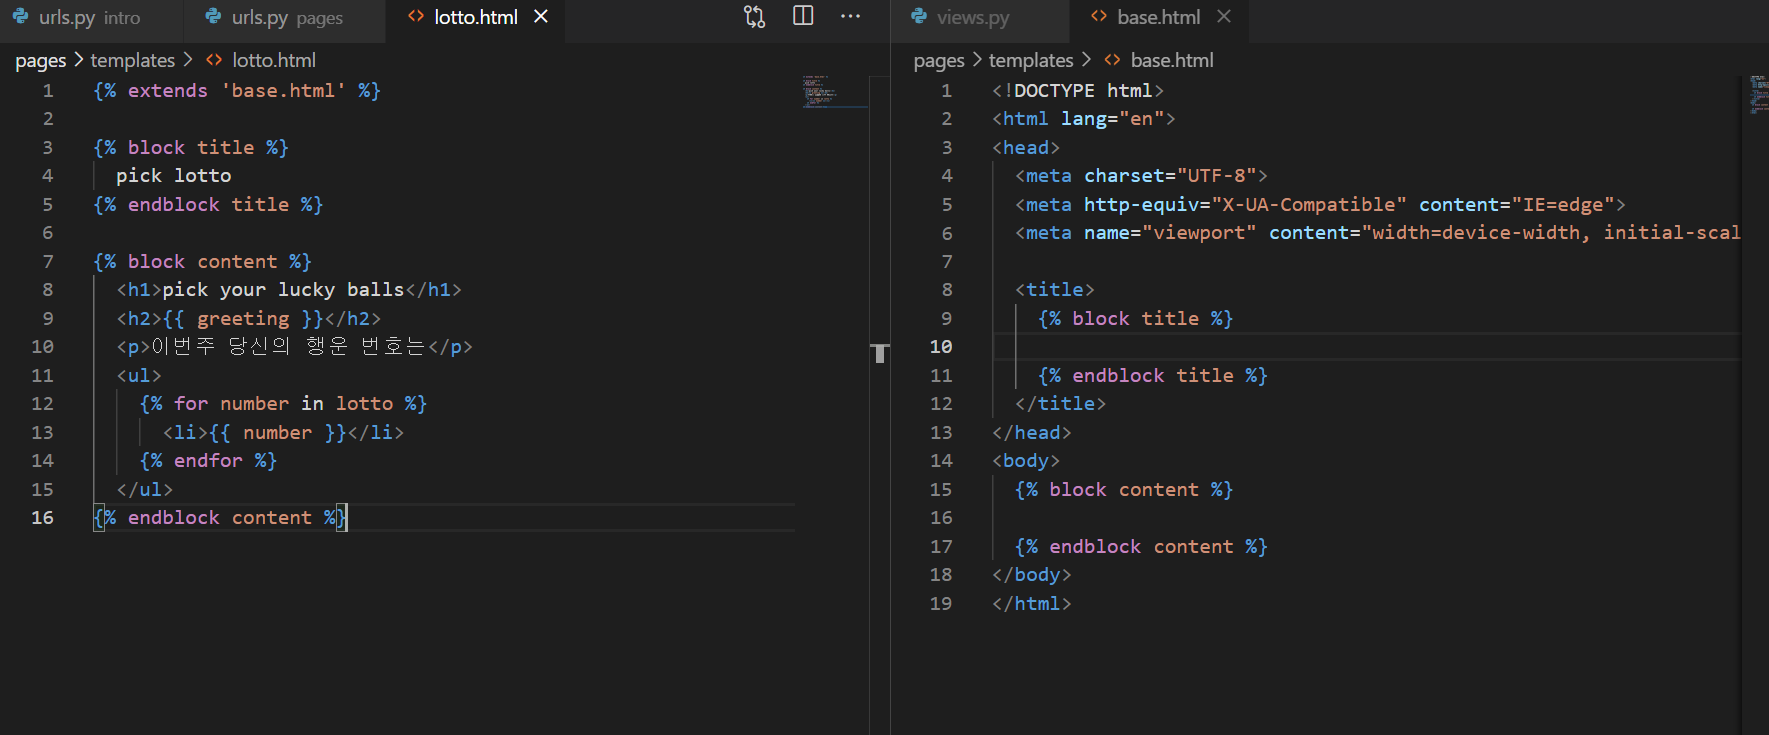 urls.py intro
urls.py pages
lotto.html
pages > templates > <> lotto.html
1 {% extends 'base.html' %}
2
3 {% block title %}
4 pick lotto
5 {% endblock title %}
6
7 {% block content %}
8 <h1>pick your lucky balls</h1>
9 <h2>{{ greeting }}</h2>
10 <p>이번주 당신의 행운 번호는</p>
11 <ul>
12 {% for number in lotto %}
13 <li>{{ number }}</li>
14 {% endfor %}
15 </ul>
16 {% endblock content %}
views.py
base.html
pages > templates > <> base.html
1 <!DOCTYPE html>
2 <html lang="en">
3 <head>
4 <meta charset="UTF-8">
5 <meta http-equiv="X-UA-Compatible" content="IE=edge">
6 <meta name="viewport" content="width=device-width, initial-scal
7
8 <title>
9 {% block title %}
10
11 {% endblock title %}
12 </title>
13 </head>
14 <body>
15 {% block content %}
16
17 {% endblock content %}
18 </body>
19 </html>